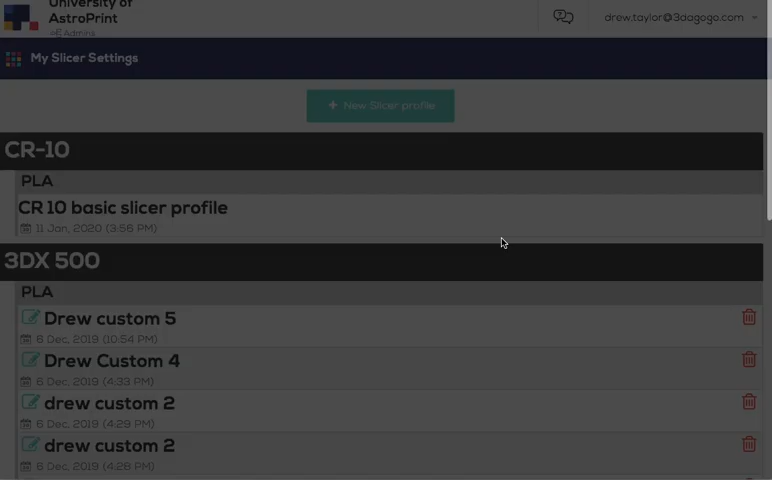 University of
AstroPrint
Admins
drew.taylor@3dagogo.com
My Slicer Settings
+ New Slicer profile
CR-10
PLA
CR 10 basic slicer profile
11 Jan, 2020 (3:56 PM)
3DX 500
PLA
Drew custom 5
6 Dec, 2019 (10:54 PM)
Drew Custom 4
6 Dec, 2019 (4:33 PM)
drew custom 2
6 Dec, 2019 (4:29 PM)
drew custom 2
6 Dec, 2019 (4:28 PM)